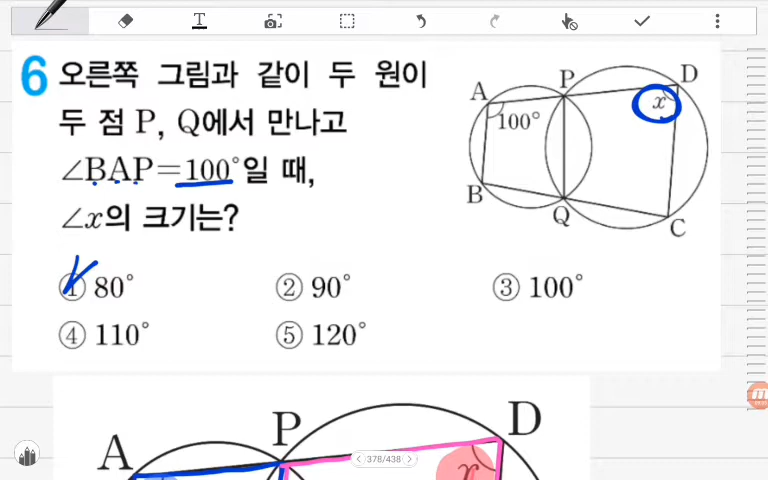 6 오른쪽 그림과 같이 두 원이
두 점 P, Q에서 만나고
∠BAP=100°일 때,
∠x의 크기는?
A P D
x
100°
B Q C
① 80° ② 90° ③ 100°
④ 110° ⑤ 120°
A P D
x
378/438